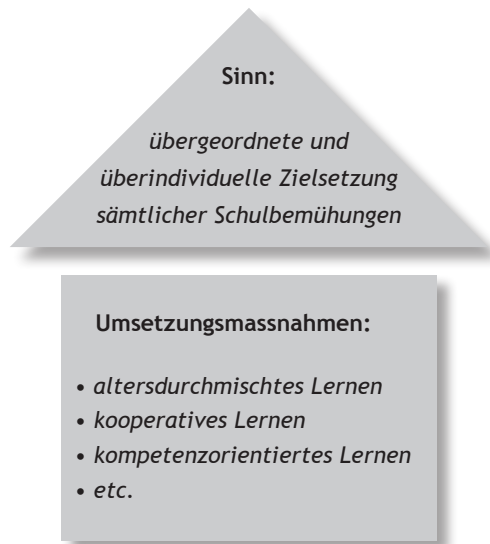 Sinn:
übergeordnete und
überindividuelle Zielsetzung
sämtlicher Schulbemühungen
Umsetzungsmassnahmen:
• altersdurchmischtes Lernen
• kooperatives Lernen
• kompetenzorientiertes Lernen
• etc.